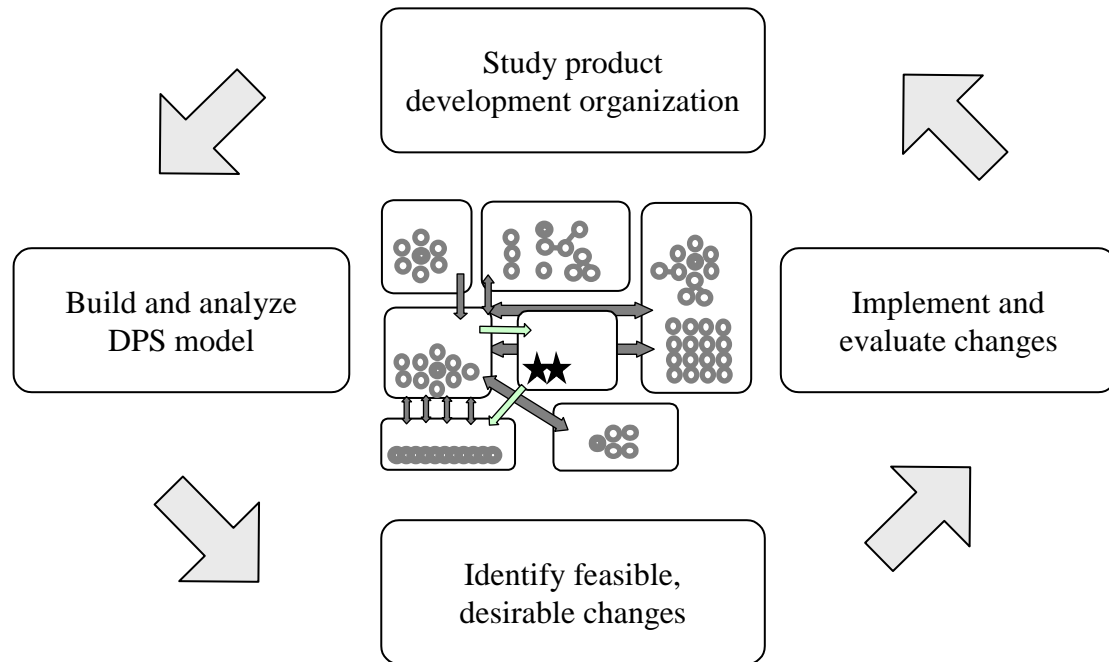 Study product
development organization
Build and analyze
DPS model
Implement and
evaluate changes
Identify feasible,
desirable changes